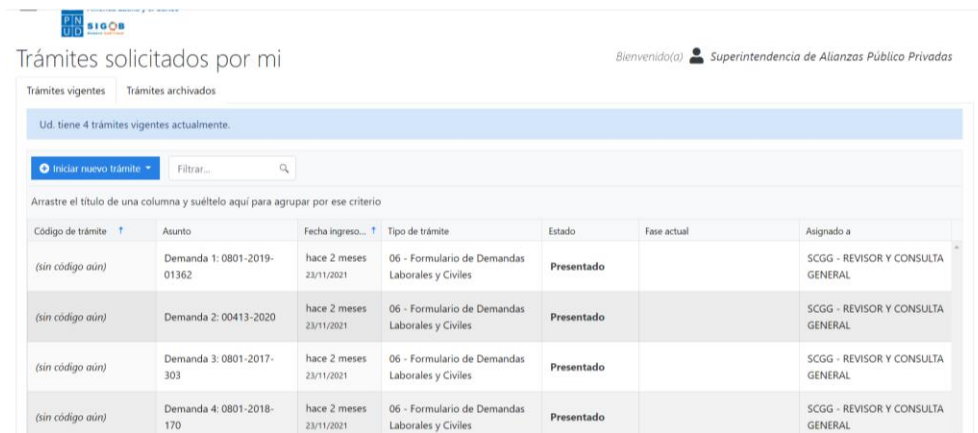 PN
UD
SIGOB
Trámites solicitados por mi
Bienvenido(a) Superintendencia de Alianzas Público Privadas
Trámites vigentes Trámites archivados
Ud. tiene 4 trámites vigentes actualmente.
Iniciar nuevo trámite Filtrar...
Arrastre el título de una columna y suéltelo aquí para agrupar por ese criterio
Código de trámite ↑ Asunto Fecha ingreso... ↑ Tipo de trámite Estado Fase actual Asignado a
(sin código aún) Demanda 1: 0801-2019-01362 hace 2 meses 23/11/2021 06 - Formulario de Demandas Laborales y Civiles Presentado SCGG - REVISOR Y CONSULTA GENERAL
(sin código aún) Demanda 2: 00413-2020 hace 2 meses 23/11/2021 06 - Formulario de Demandas Laborales y Civiles Presentado SCGG - REVISOR Y CONSULTA GENERAL
(sin código aún) Demanda 3: 0801-2017-303 hace 2 meses 23/11/2021 06 - Formulario de Demandas Laborales y Civiles Presentado SCGG - REVISOR Y CONSULTA GENERAL
(sin código aún) Demanda 4: 0801-2018-170 hace 2 meses 23/11/2021 06 - Formulario de Demandas Laborales y Civiles Presentado SCGG - REVISOR Y CONSULTA GENERAL